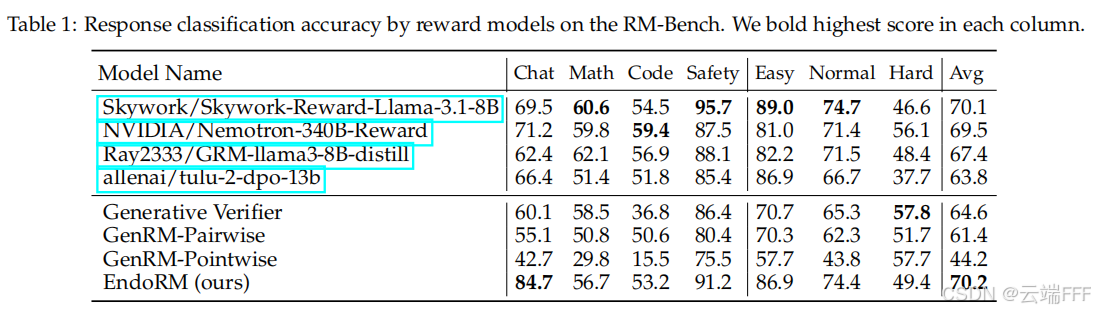 Table 1: Response classification accuracy by reward models on the RM-Bench. We bold highest score in each column.
Model Name Chat Math Code Safety Easy Normal Hard Avg
Skywork/Skywork-Reward-Llama-3.1-8B 69.5 60.6 54.5 95.7 89.0 74.7 46.6 70.1
NVIDIA/Nemotron-340B-Reward 71.2 59.8 59.4 87.5 81.0 71.4 56.1 69.5
Ray2333/GRM-llama3-8B-distill 62.4 62.1 56.9 88.1 82.2 71.5 48.4 67.4
allenai/tulu-2-dpo-13b 66.4 51.4 51.8 85.4 86.9 66.7 37.7 63.8
Generative Verifier 60.1 58.5 36.8 86.4 70.7 65.3 57.8 64.6
GenRM-Pairwise 55.1 50.8 50.6 80.4 70.3 62.3 51.7 61.4
GenRM-Pointwise 42.7 29.8 15.5 75.5 57.7 43.8 57.7 44.2
EndoRM (ours) 84.7 56.7 53.2 91.2 86.9 74.4 49.4 70.2
CSDN @云端FFF